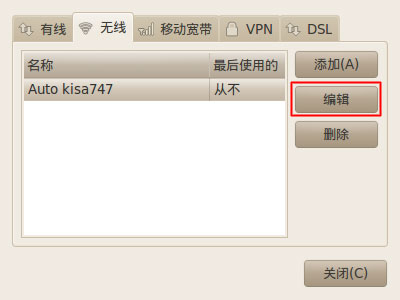 有线 无线 移动宽带 VPN DSL
名称 最后使用的
Auto kisa747 从不
添加(A)
编辑
删除
关闭(C)